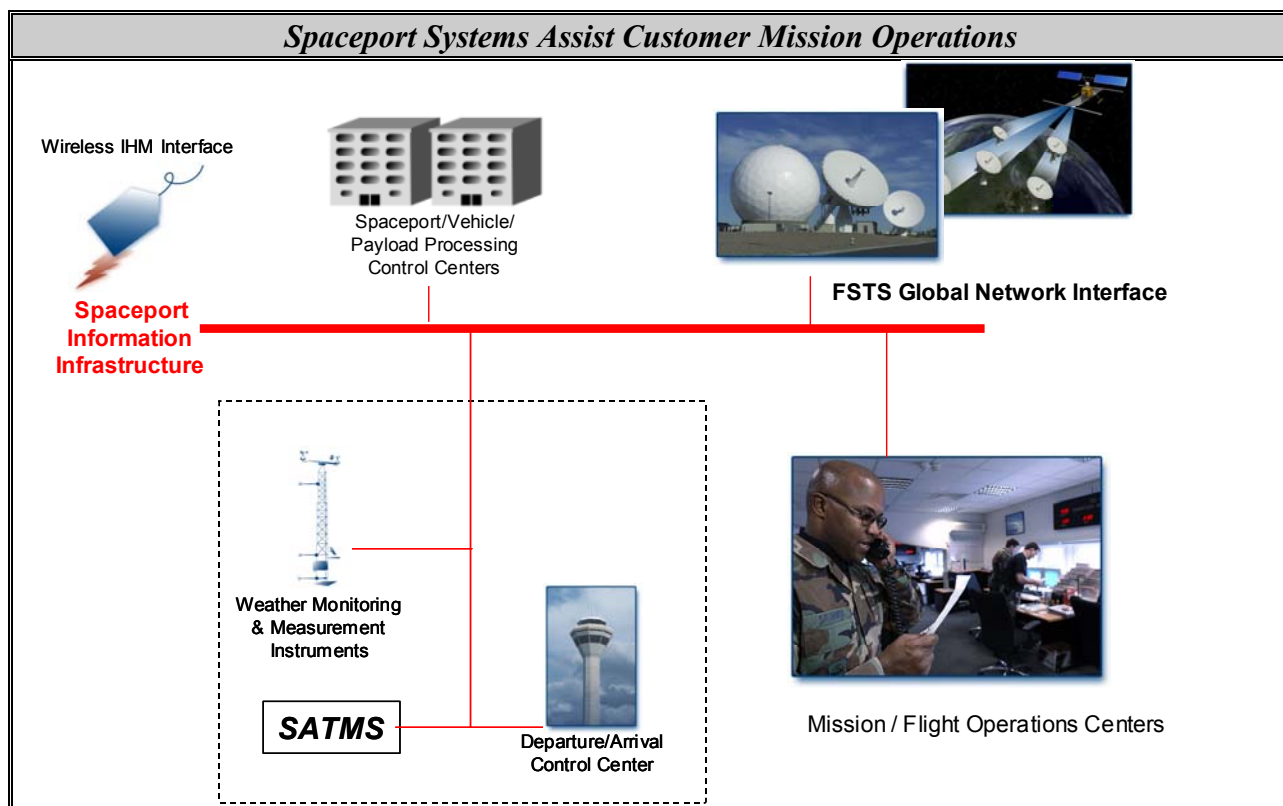 Spaceport Systems Assist Customer Mission Operations
Wireless IHM Interface
Spaceport/Vehicle/
Payload Processing
Control Centers
FSTS Global Network Interface
Spaceport
Information
Infrastructure
Weather Monitoring
& Measurement
Instruments
SATMS
Departure/Arrival
Control Center
Mission / Flight Operations Centers